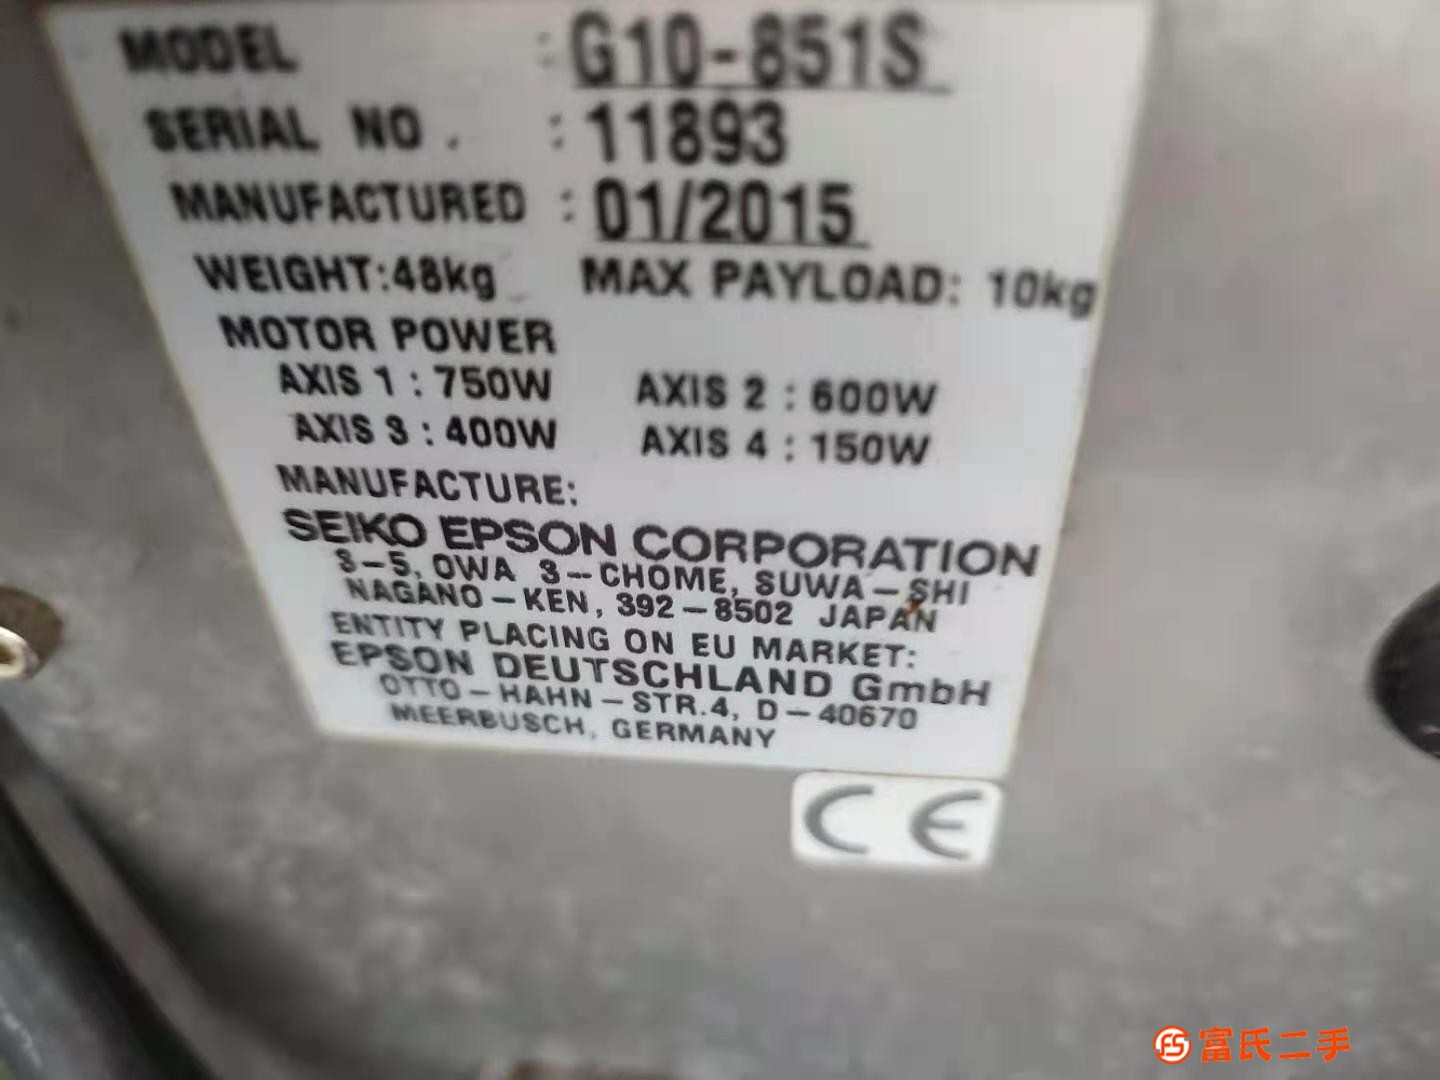 MODEL : G10-851S
SERIAL NO. : 11893
MANUFACTURED : 01/2015
WEIGHT:48kg MAX PAYLOAD: 10kg
MOTOR POWER
AXIS 1 : 750W AXIS 2 : 600W
AXIS 3 : 400W AXIS 4 : 150W
MANUFACTURE:
SEIKO EPSON CORPORATION
3-5, OWA 3-CHOME, SUWA-SHI
NAGANO-KEN, 392-8502 JAPAN
ENTITY PLACING ON EU MARKET:
EPSON DEUTSCHLAND GmbH
OTTO-HAHN-STR.4, D-40670
MEERBUSCH, GERMANY
CE
FS 富氏二手